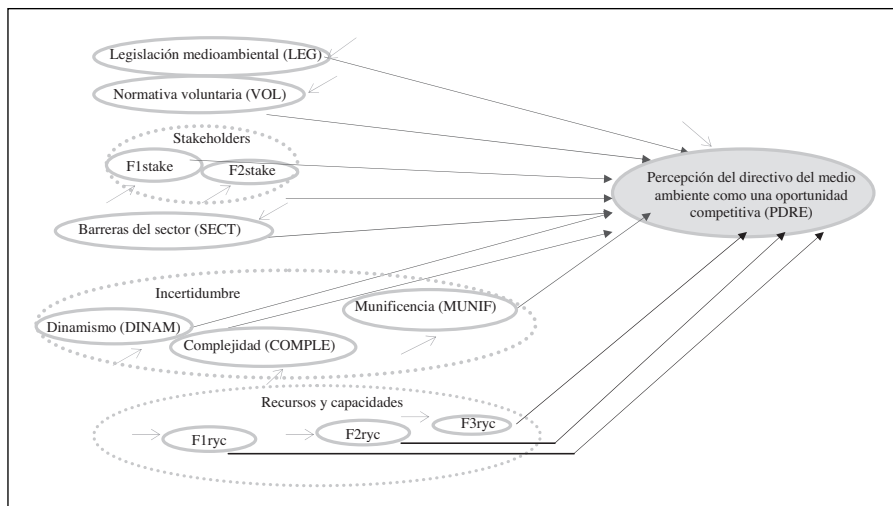 Legislación medioambiental (LEG)
Normativa voluntaria (VOL)
Stakeholders
F1stake
F2stake
Percepción del directivo del medio
ambiente como una oportunidad
competitiva (PDRE)
Barreras del sector (SECT)
Incertidumbre
Munificencia (MUNIF)
Dinamismo (DINAM)
Complejidad (COMPLE)
Recursos y capacidades
F3ryc
F2ryc
F1ryc